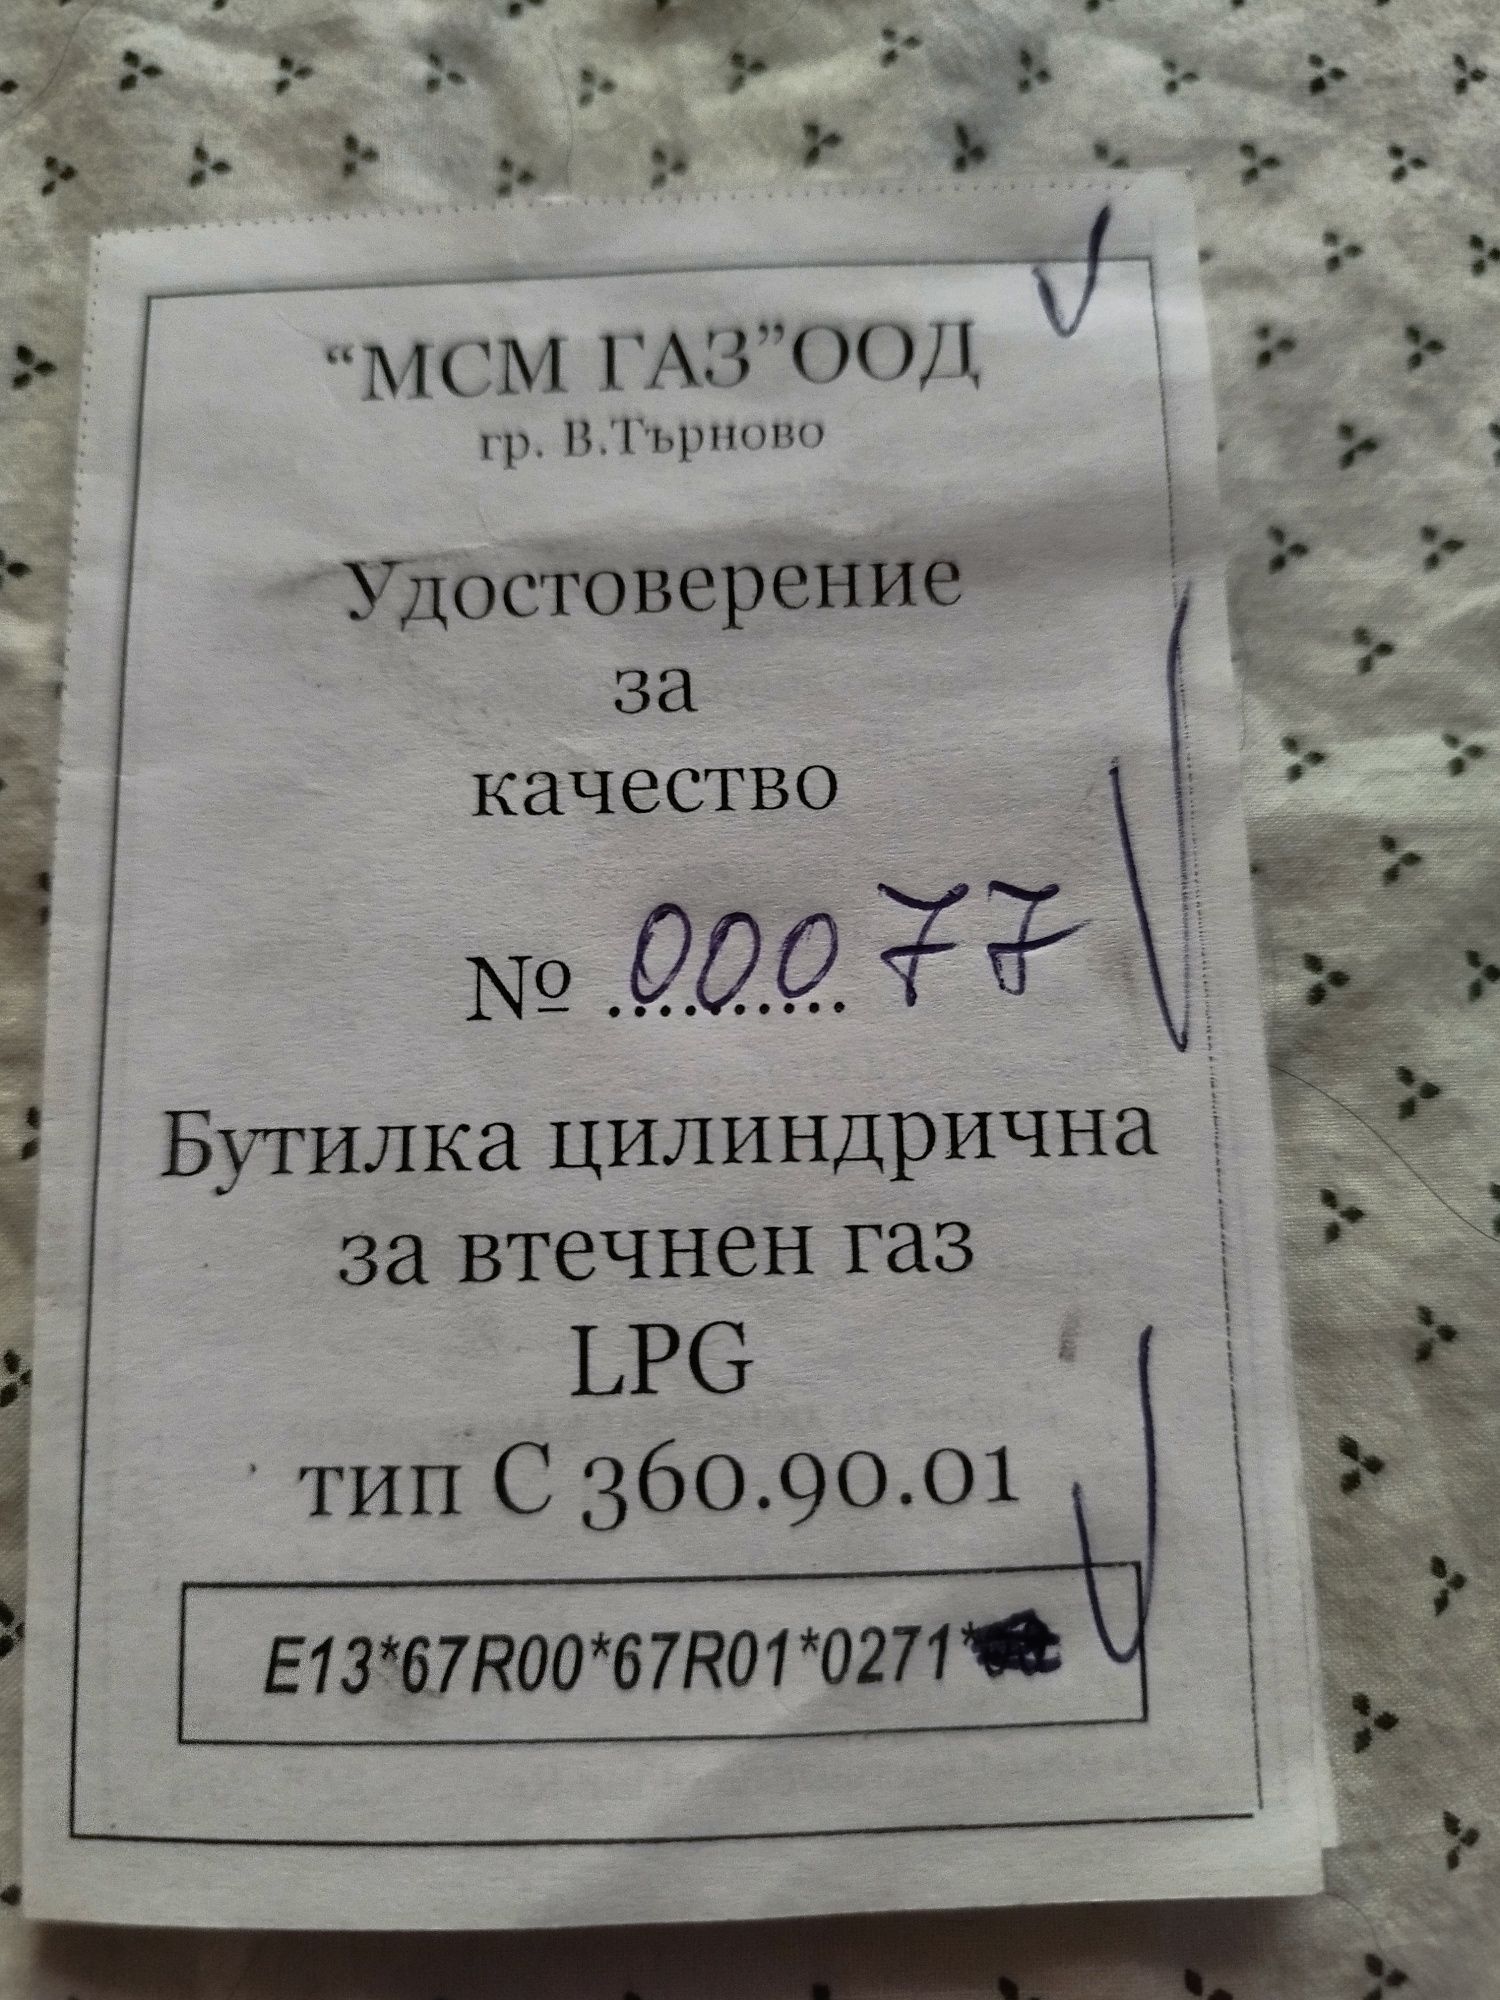 “МСМ ГАЗ”ООД
гр. В.Търново
Удостоверение
за
качество
№ .......... 00077
Бутилка цилиндрична
за втечнен газ
LPG
тип С 360.90.01
E13*67R00*67R01*0271*